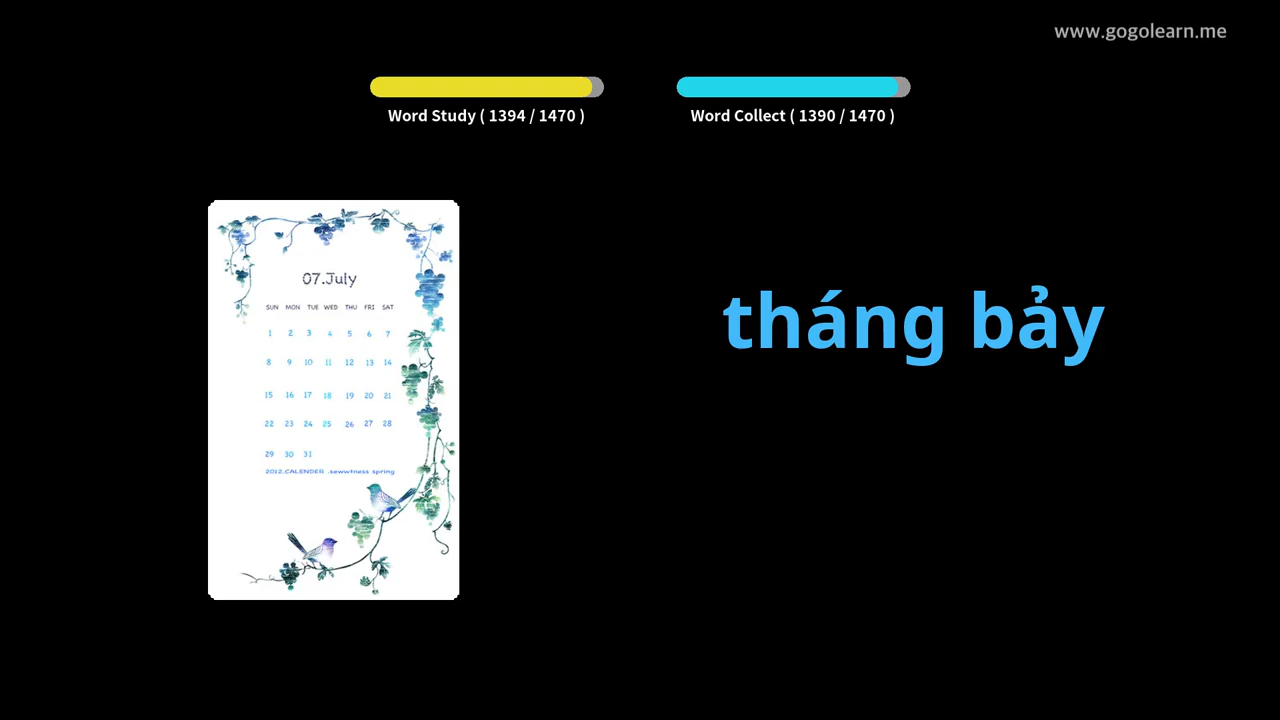 www.gogolearn.me
Word Study ( 1394 / 1470 )
Word Collect ( 1390 / 1470 )
07.July
SUN MON TUE WED THU FRI SAT
1 2 3 4 5 6 7
8 9 10 11 12 13 14
15 16 17 18 19 20 21
22 23 24 25 26 27 28
29 30 31
2012.CALENDER .sewwtness spring
tháng bảy